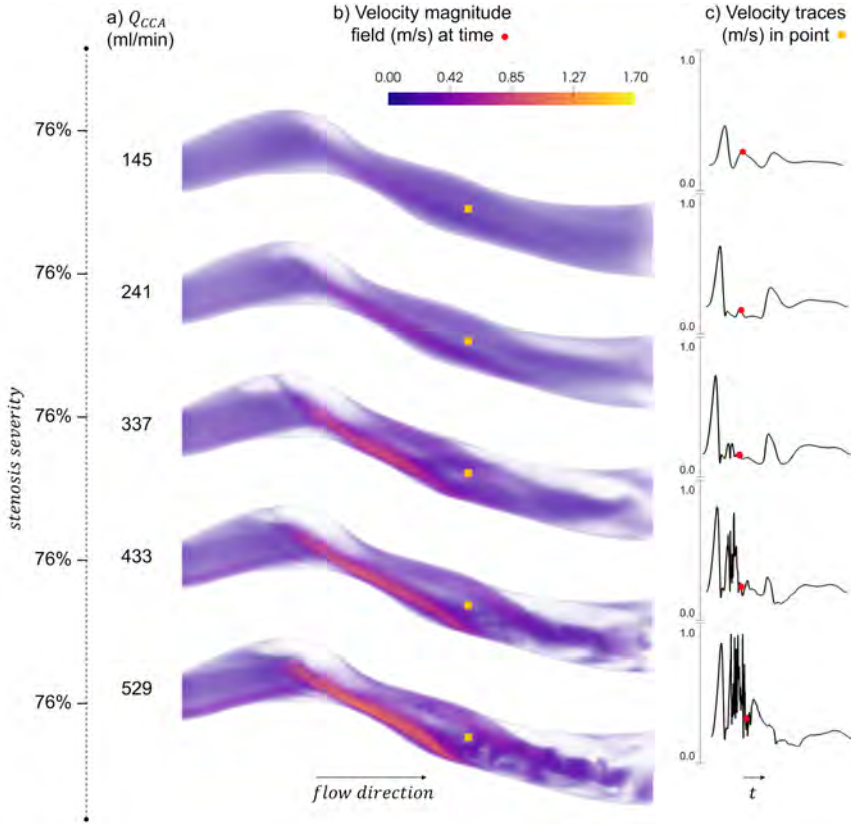 a) Q_CCA
(ml/min)
b) Velocity magnitude
field (m/s) at time
c) Velocity traces
(m/s) in point
0.00 0.42 0.85 1.27 1.70
stenosis severity
76% 145
76% 241
76% 337
76% 433
76% 529
1.0
0.0
1.0
0.0
1.0
0.0
1.0
0.0
1.0
0.0
flow direction
t